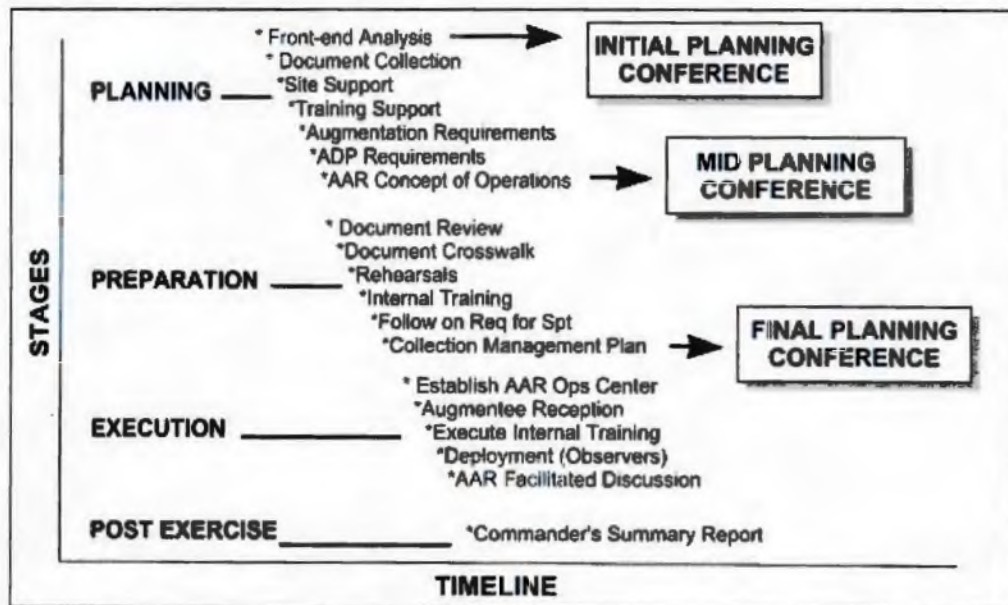 * Front-end Analysis
INITIAL PLANNING
CONFERENCE
* Document Collection
PLANNING
*Site Support
*Training Support
*Augmentation Requirements
*ADP Requirements
*AAR Concept of Operations
MID PLANNING
CONFERENCE
* Document Review
*Document Crosswalk
PREPARATION
*Rehearsals
*Internal Training
*Follow on Req for Spt
*Collection Management Plan
FINAL PLANNING
CONFERENCE
* Establish AAR Ops Center
*Augmentee Reception
EXECUTION
*Execute Internal Training
*Deployment (Observers)
*AAR Facilitated Discussion
POST EXERCISE
*Commander's Summary Report
STAGES
TIMELINE